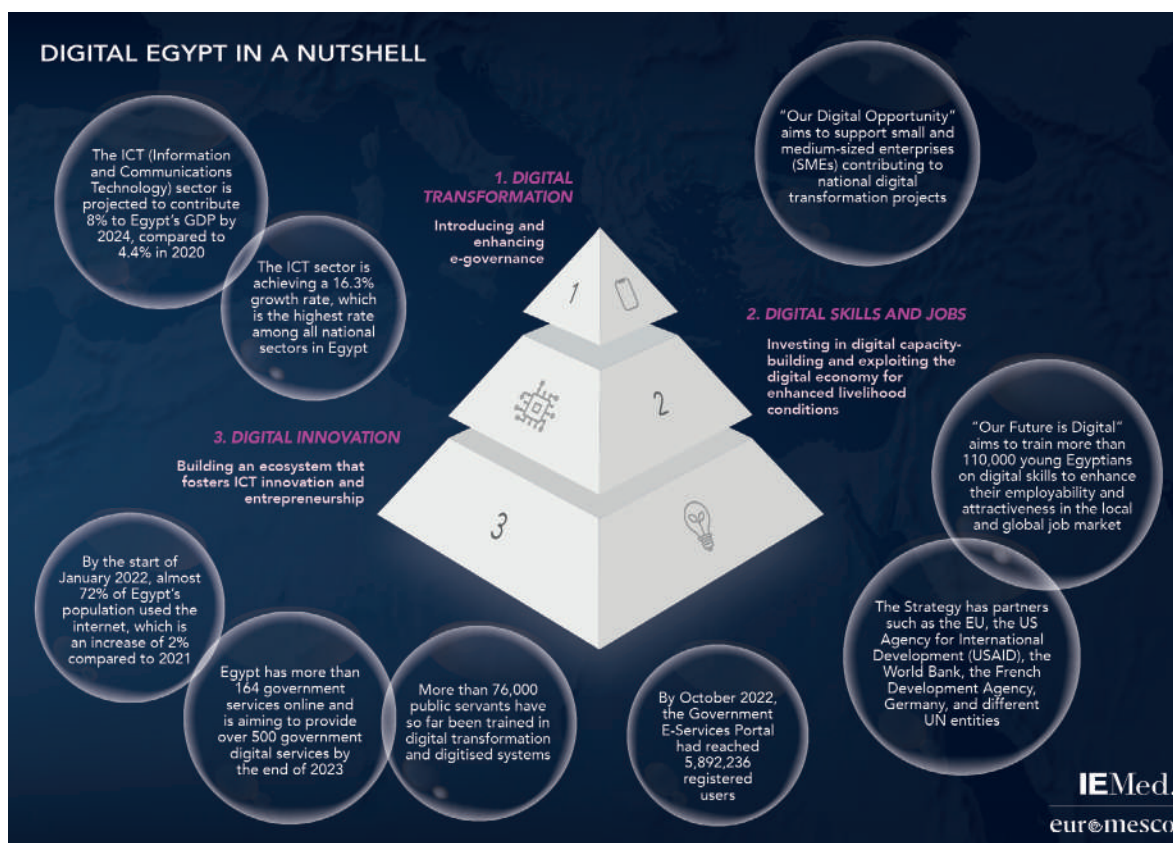 DIGITAL EGYPT IN A NUTSHELL
The ICT (Information
and Communications
Technology) sector is
projected to contribute
8% to Egypt's GDP by
2024, compared to
4.4% in 2020
The ICT sector is
achieving a 16.3%
growth rate, which
is the highest rate
among all national
sectors in Egypt
1. DIGITAL
TRANSFORMATION
Introducing and
enhancing
e-governance
"Our Digital Opportunity"
aims to support small and
medium-sized enterprises
(SMEs) contributing to
national digital
transformation projects
1
2. DIGITAL SKILLS AND JOBS
Investing in digital capacity-
building and exploiting the
digital economy for
enhanced livelihood
conditions
2
3. DIGITAL INNOVATION
Building an ecosystem that
fosters ICT innovation and
entrepreneurship
3
"Our Future is Digital"
aims to train more than
110,000 young Egyptians
on digital skills to enhance
their employability and
attractiveness in the local
and global job market
By the start of
January 2022, almost
72% of Egypt's
population used the
internet, which is
an increase of 2%
compared to 2021
Egypt has more than
164 government
services online and
is aiming to provide
over 500 government
digital services by
the end of 2023
More than 76,000
public servants have
so far been trained in
digital transformation
and digitised systems
By October 2022,
the Government
E-Services Portal
had reached
5,892,236
registered
users
The Strategy has partners
such as the EU, the US
Agency for International
Development (USAID), the
World Bank, the French
Development Agency,
Germany, and different
UN entities
IEMed.
euromesco